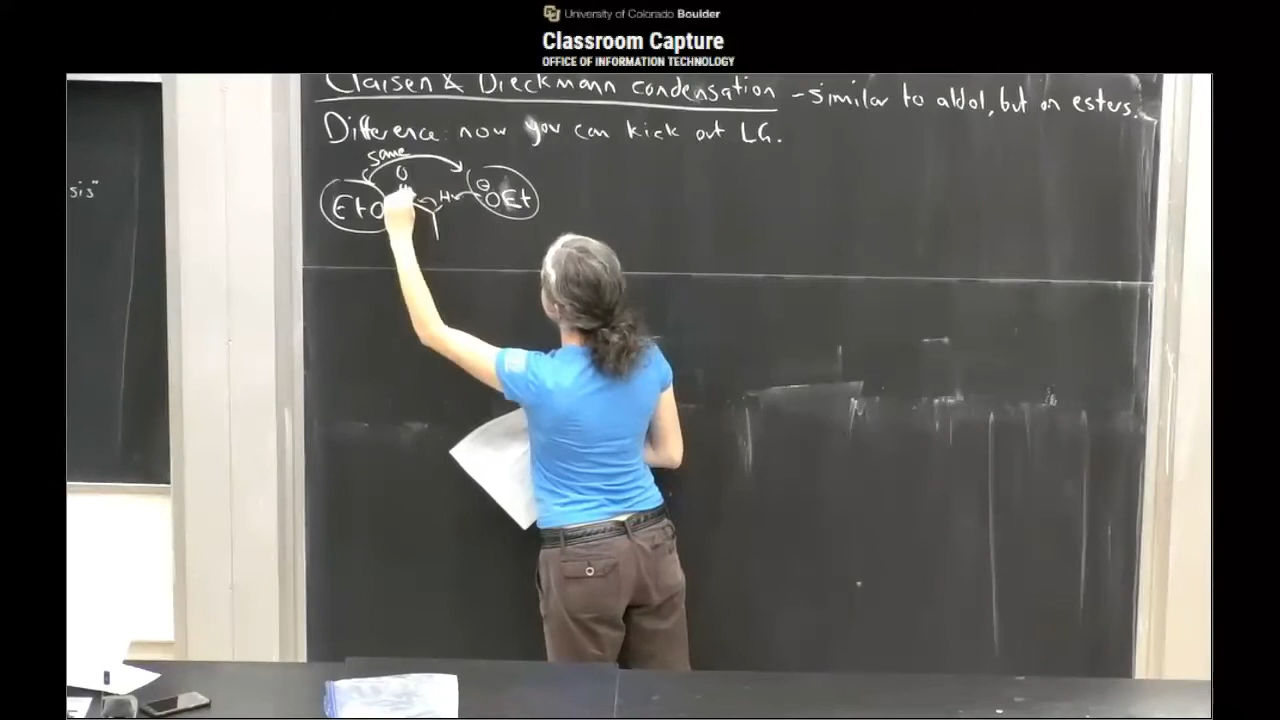 University of Colorado Boulder
Classroom Capture
OFFICE OF INFORMATION TECHNOLOGY
Claisen & Dieckmann condensation - similar to aldol, but on esters.
Difference: now you can kick out LG.
same
O
EtO H ⊖OEt
sis"